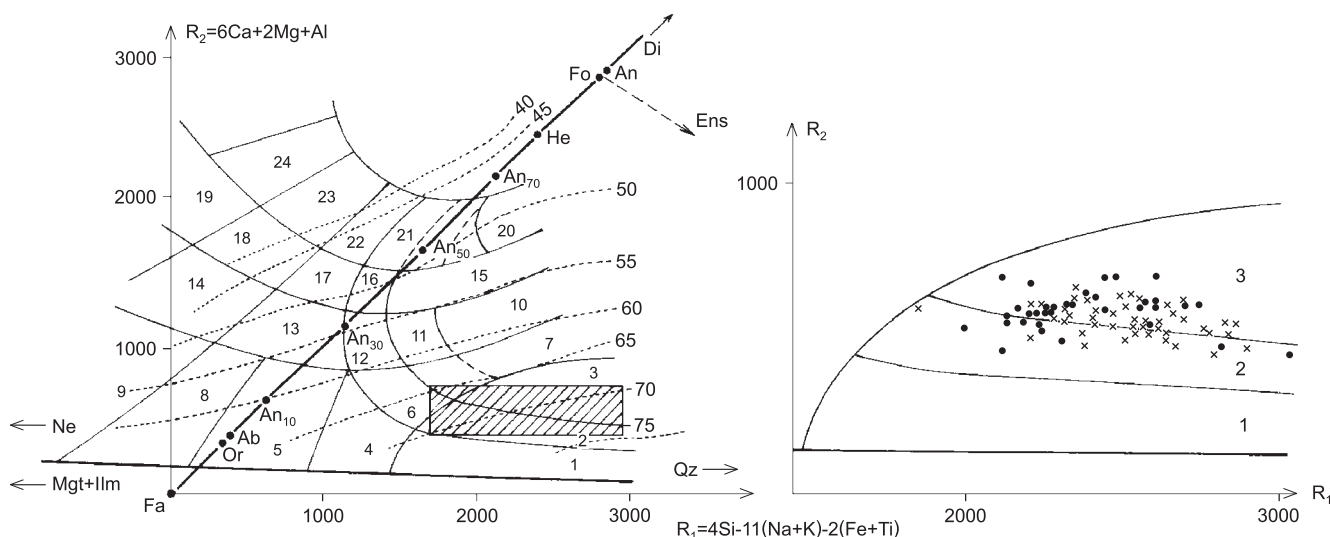 R₂=6Ca+2Mg+Al
3000
2000
1000
Di
Fo
An
Ens
He
An₇₀
An₅₀
An₃₀
An₁₀
Ab
Or
Fa
40
45
50
55
60
65
70
75
24
19
23
18
22
21
20
14
17
16
15
13
10
11
12
7
3
9
8
6
5
4
2
1
Ne
Mgt+Ilm
Qz
1000
2000
3000
R₁=4Si-11(Na+K)-2(Fe+Ti)
R₂
1000
3
2
1
2000
3000
R₁